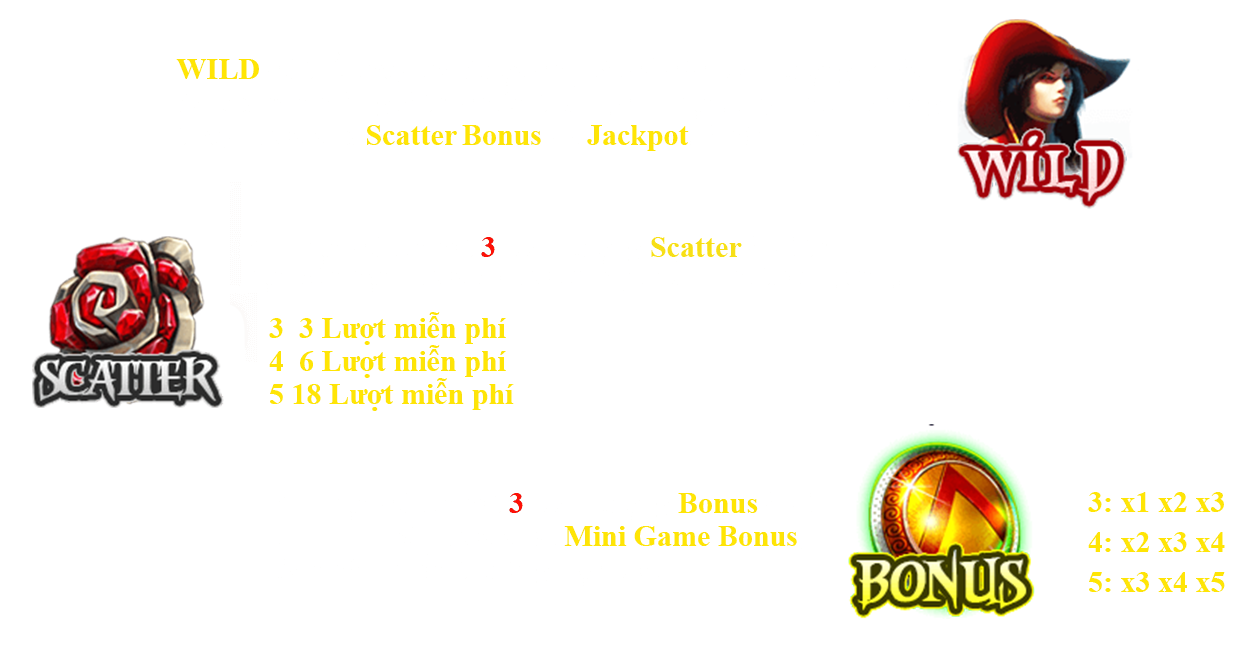 WILD
Scatter Bonus Jackpot
WILD
3 Scatter
SCATTER
3 3 Lượt miễn phí
4 6 Lượt miễn phí
5 18 Lượt miễn phí
3 Bonus
Mini Game Bonus
BONUS
3: x1 x2 x3
4: x2 x3 x4
5: x3 x4 x5